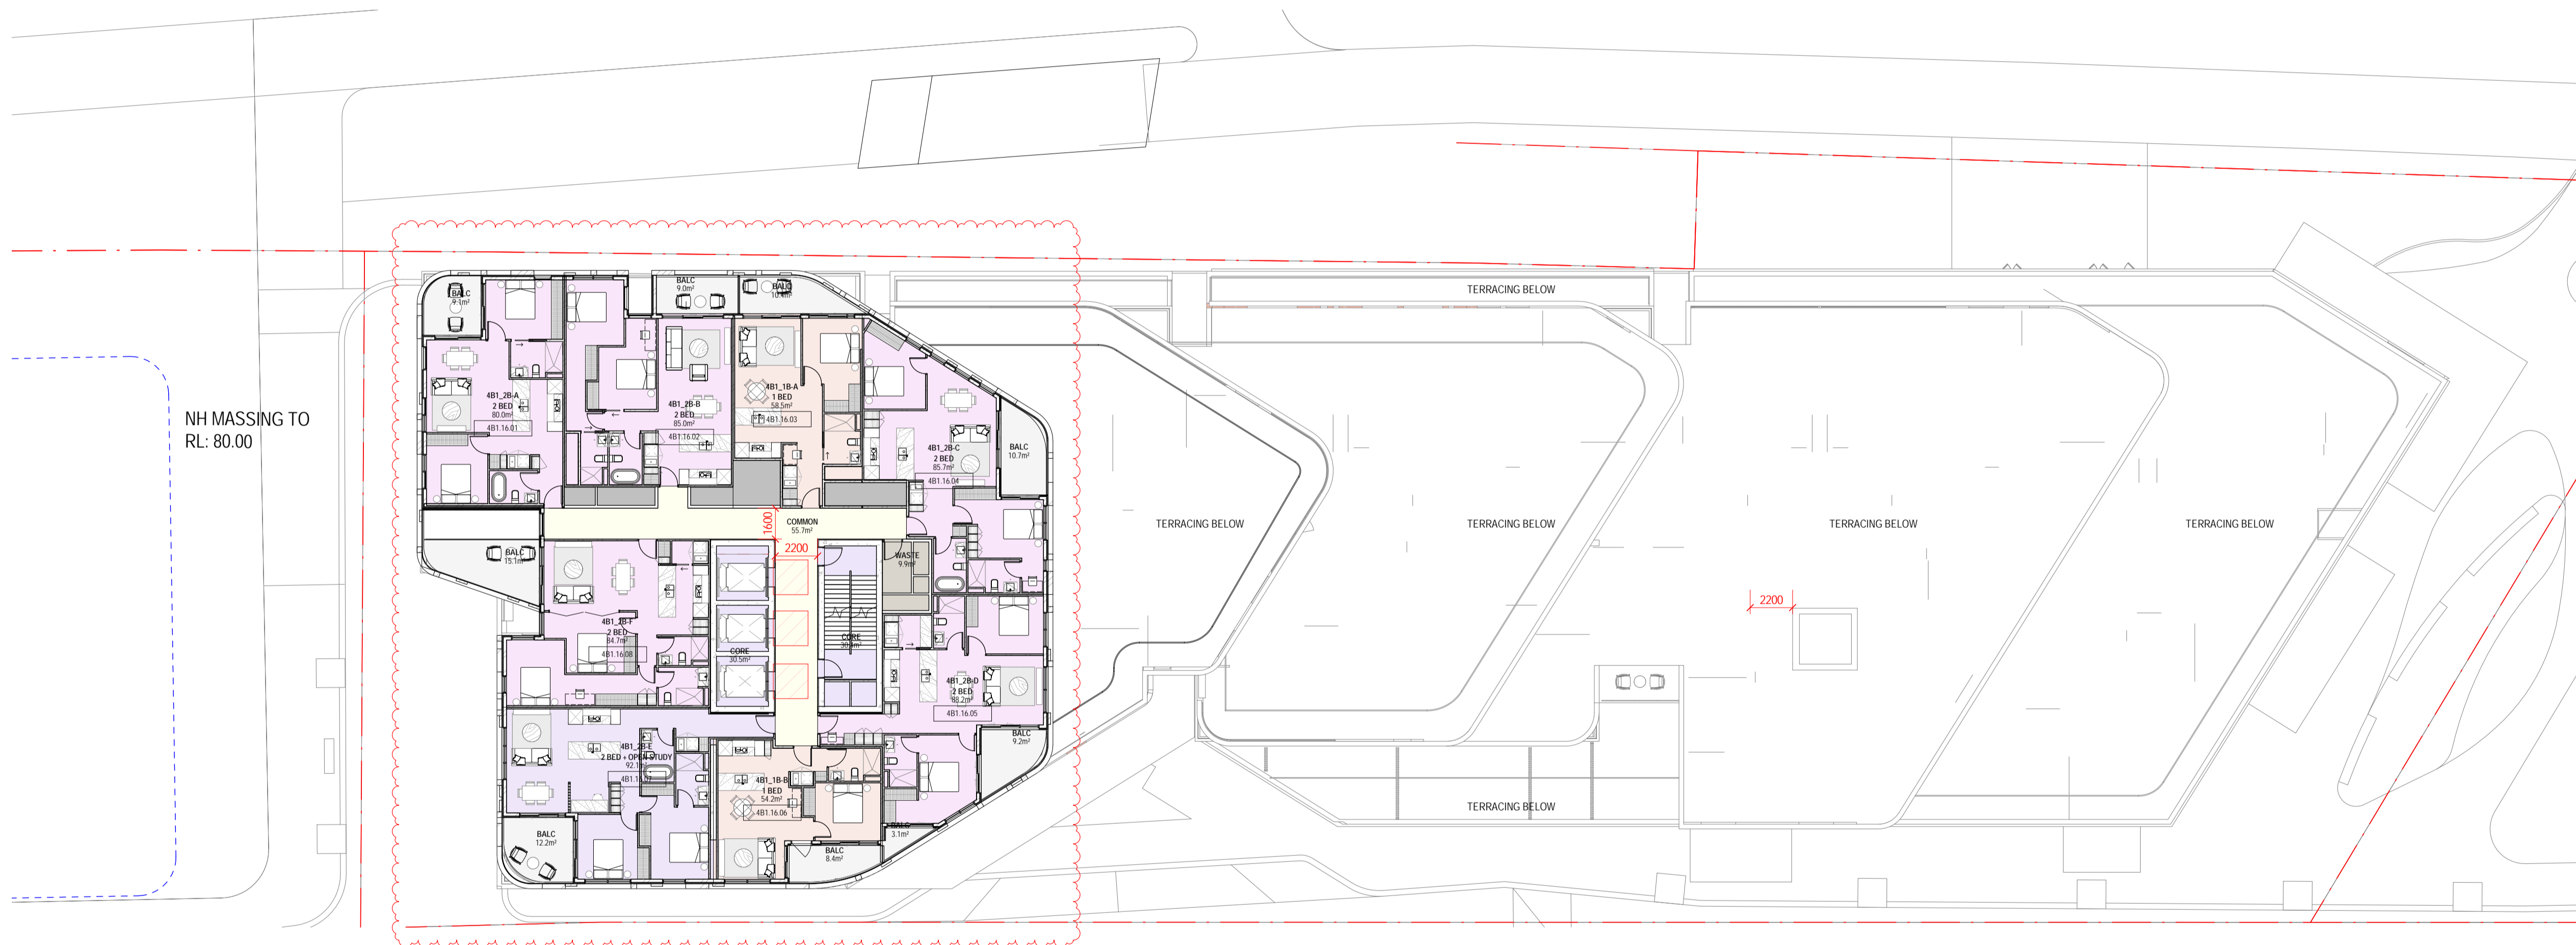 NH MASSING TO
RL: 80.00
BALC
9.1m²
BALC
9.0m²
BALC
4B1_2B-A
2 BED
80.0m²
4B1.16.01
4B1_2B-B
2 BED
85.0m²
4B1.16.02
4B1_1B-A
1 BED
58.5m²
4B1.16.03
4B1_2B-C
2 BED
85.7m²
4B1.16.04
BALC
10.7m²
1600
COMMON
55.7m²
2200
BALC
15.1m²
WASTE
9.9m²
4B1_2B-F
2 BED
84.7m²
4B1.16.08
CORE
30.5m²
CORE
4B1_2B-D
2 BED
88.2m²
4B1.16.05
BALC
9.2m²
4B1_2B-E
2 BED + OPEN STUDY
92.1m²
4B1.16.07
4B1_1B-B
1 BED
54.2m²
4B1.16.06
BALC
12.2m²
BALC
3.1m²
BALC
8.4m²
TERRACING BELOW
TERRACING BELOW
TERRACING BELOW
TERRACING BELOW
TERRACING BELOW
2200
TERRACING BELOW